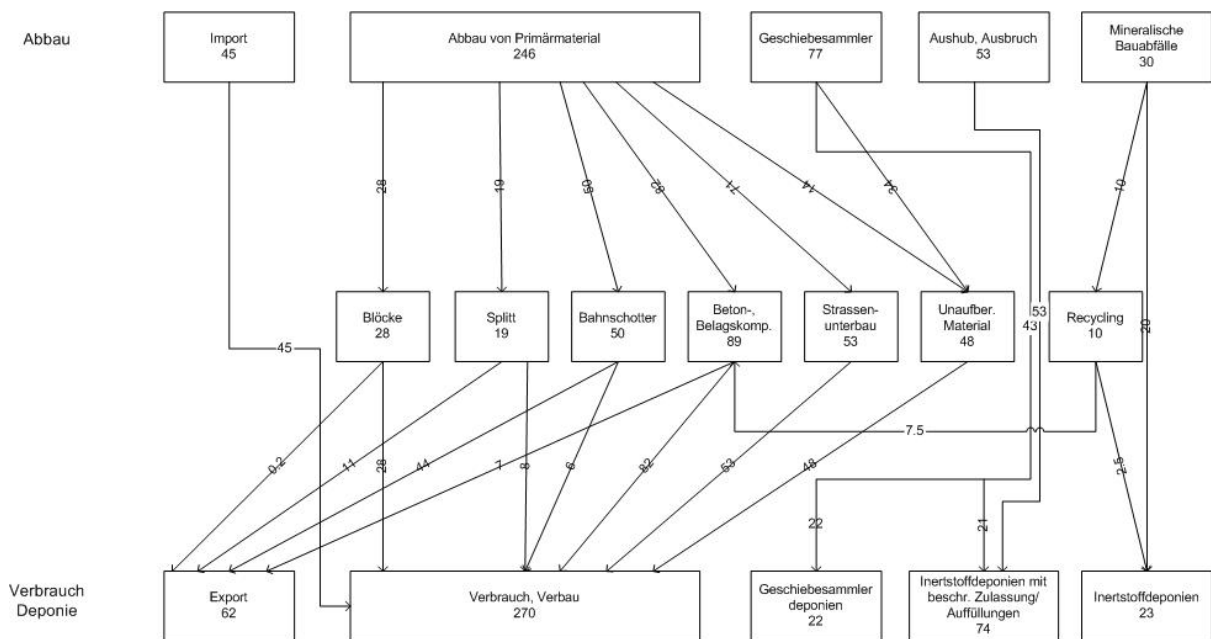 Abbau
Import
45
Abbau von Primärmaterial
246
Geschiebesammler
77
Aushub, Ausbruch
53
Mineralische
Bauabfälle
30
28
19
50
82
71
14
34
10
53
43
20
45
Blöcke
28
Splitt
19
Bahnschotter
50
Beton-,
Belagskomp.
89
Strassen-
unterbau
53
Unaufber.
Material
48
Recycling
10
7.5
0.2
11
28
44
7
8
6
82
53
48
2.5
22
21
Verbrauch
Deponie
Export
62
Verbrauch, Verbau
270
Geschiebesammler
deponien
22
Inertstoffdeponien mit
beschr. Zulassung/
Auffüllungen
74
Inertstoffdeponien
23